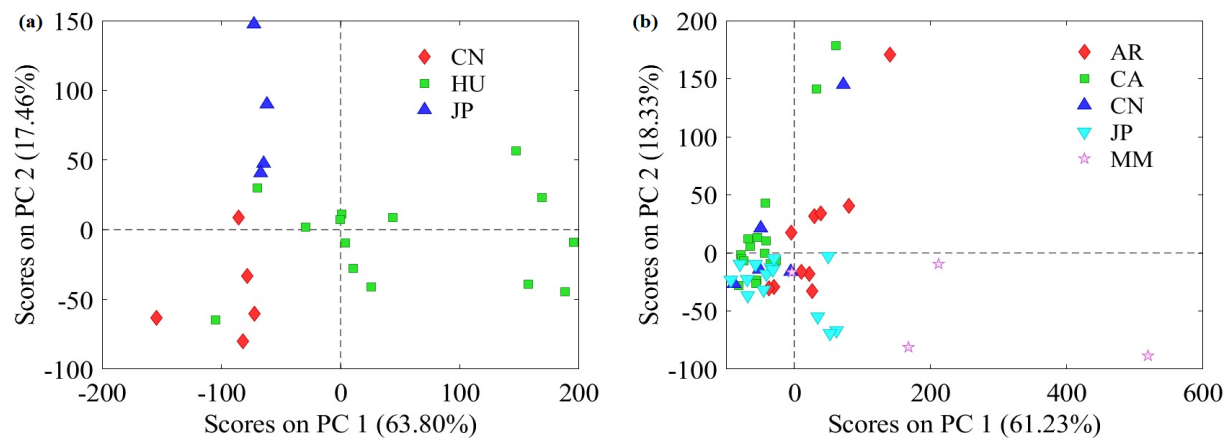 (a)
150
100
50
0
-50
-100
-200
-100
0
100
200
Scores on PC 2 (17.46%)
Scores on PC 1 (63.80%)
CN
HU
JP
(b)
200
150
100
50
0
-50
-100
0
200
400
600
Scores on PC 2 (18.33%)
Scores on PC 1 (61.23%)
AR
CA
CN
JP
MM